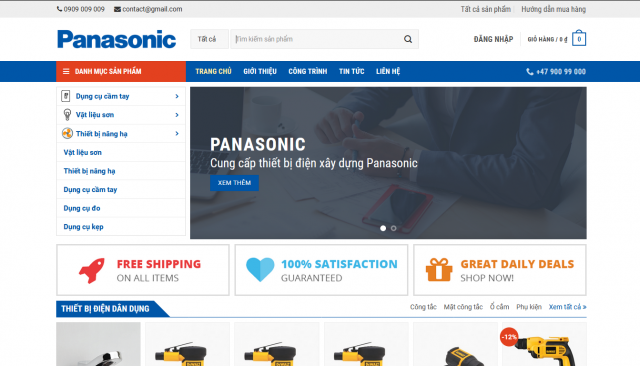 0909 009 009 contact@gmail.com Tất cả sản phẩm Hướng dẫn mua hàng
Panasonic Tất cả Tìm kiếm sản phẩm ĐĂNG NHẬP GIỎ HÀNG / 0 ₫ 0
DANH MỤC SẢN PHẨM TRANG CHỦ GIỚI THIỆU CÔNG TRÌNH TIN TỨC LIÊN HỆ +47 900 99 000
Dụng cụ cầm tay
Vật liệu sơn
Thiết bị nâng hạ
Vật liệu sơn
Thiết bị nâng hạ
Dụng cụ cầm tay
Dụng cụ đo
Dụng cụ kẹp
PANASONIC
Cung cấp thiết bị điện xây dựng Panasonic
XEM THÊM
FREE SHIPPING
ON ALL ITEMS
100% SATISFACTION
GUARANTEED
GREAT DAILY DEALS
SHOP NOW!
THIẾT BỊ ĐIỆN DÂN DỤNG Công tác Mặt công tắc Ổ cắm Phụ kiện Xem tất cả »
-12%